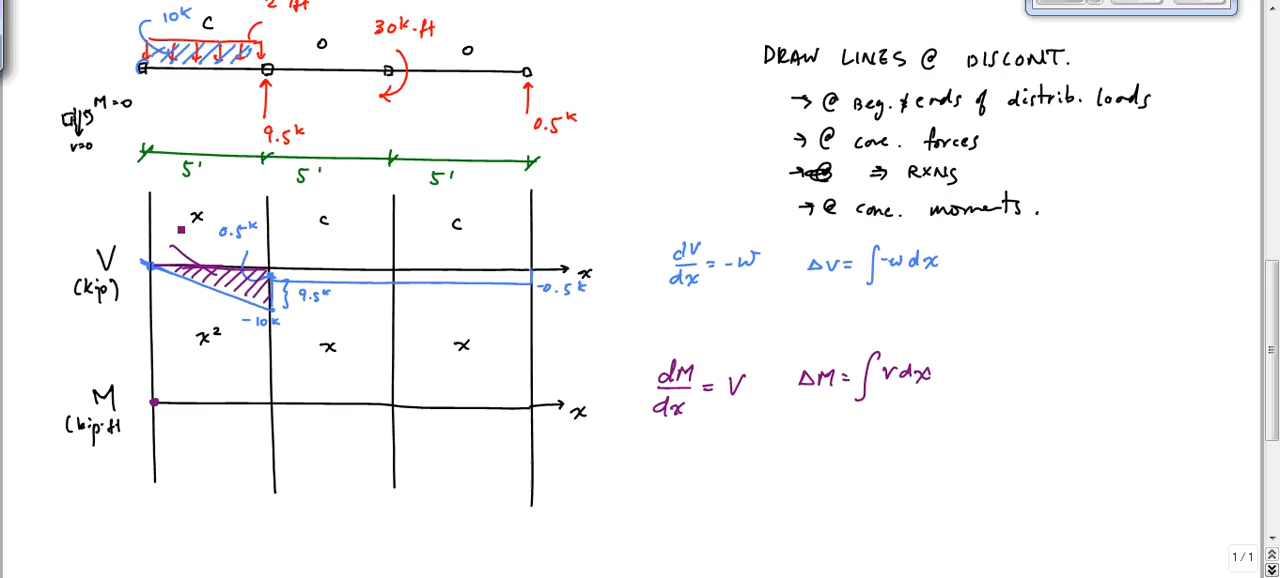 10k
c
30k·ft
o
o
M=0
v=0
9.5k
0.5k
5'
5'
5'
DRAW LINES @ DISCONT.
→ @ Beg. & ends of distrib. loads
→ @ conc. forces
⇒ RXNS
→ @ conc. moments.
x
c
c
0.5k
V
(kip)
x
9.5k
-0.5k
-10k
dV/dx = -w
ΔV = ∫-w dx
x²
x
x
M
(kip·ft
x
dM/dx = V
ΔM = ∫V dx
1/1